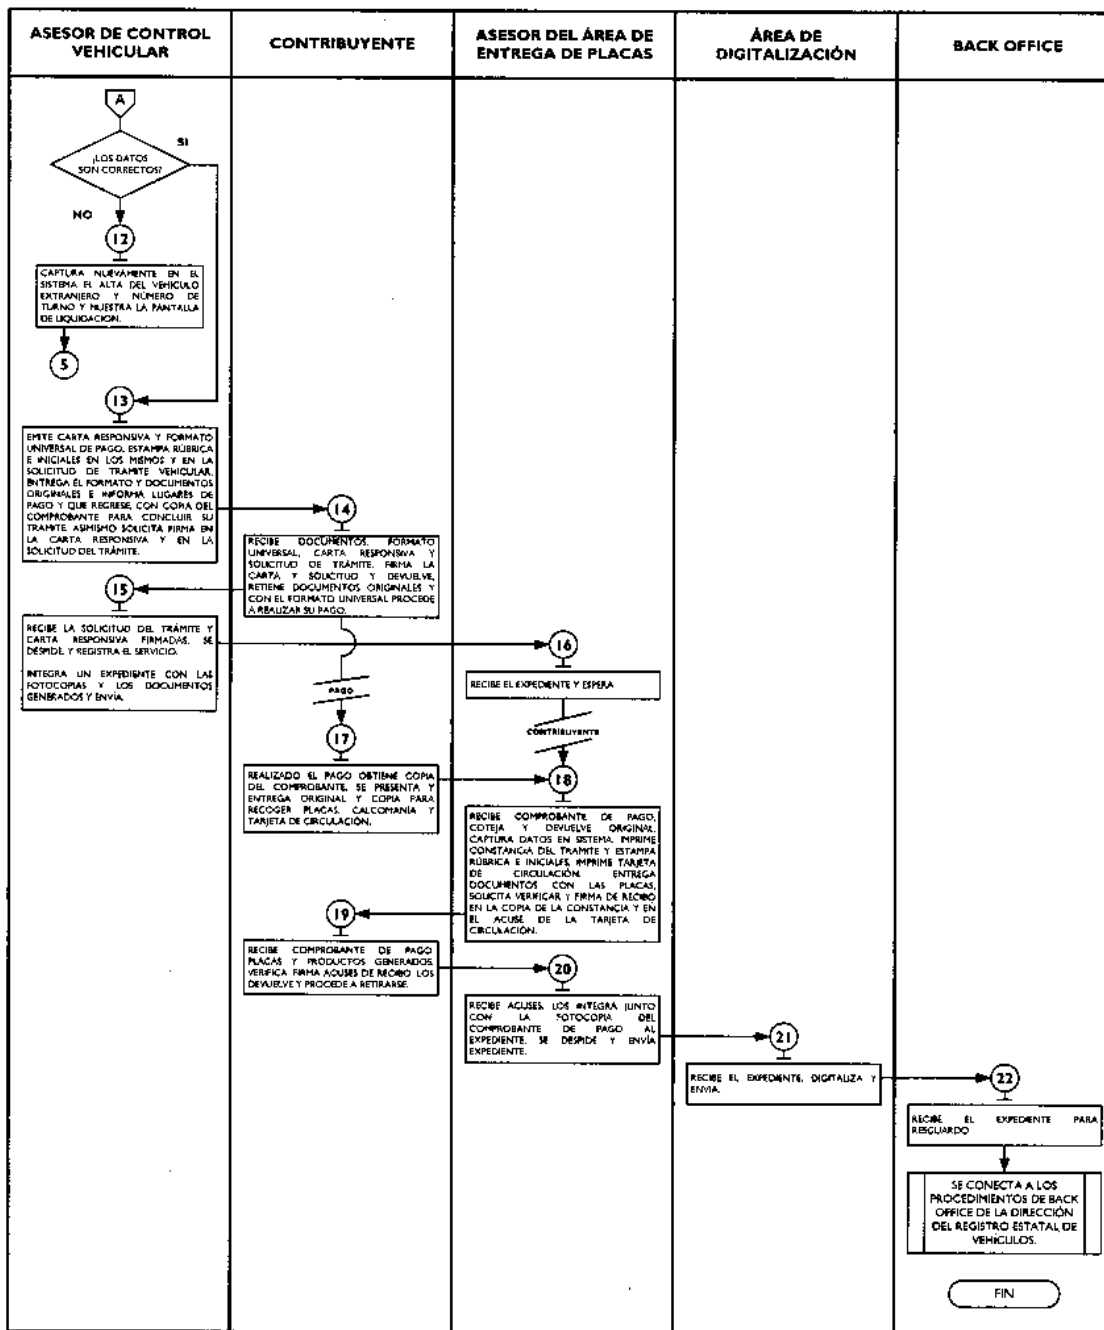 ASESOR DE CONTROL
VEHICULAR
CONTRIBUYENTE
ASESOR DEL ÁREA DE
ENTREGA DE PLACAS
ÁREA DE
DIGITALIZACIÓN
BACK OFFICE
A
SI
¿LOS DATOS
SON CORRECTOS?
NO
12
CAPTURA NUEVAMENTE EN EL
SISTEMA EL ALTA DEL VEHICULO
EXTRANJERO Y NÚMERO DE
TURNO Y MUESTRA LA PANTALLA
DE LIQUIDACIÓN.
5
13
EMITE CARTA RESPONSIVA Y FORMATO
UNIVERSAL DE PAGO, ESTAMPA RÚBRICA
E INICIALES EN LOS MISMOS Y EN LA
SOLICITUD DE TRAMITE VEHICULAR.
ENTREGA EL FORMATO Y DOCUMENTOS
ORIGINALES E INFORMA LUGARES DE
PAGO Y QUE REGRESE, CON COPIA DEL
COMPROBANTE PARA CONCLUIR SU
TRAMITE ASIMISMO SOLICITA FIRMA EN
LA CARTA RESPONSIVA Y EN LA
SOLICITUD DEL TRÁMITE.
14
RECIBE DOCUMENTOS, FORMATO
UNIVERSAL, CARTA RESPONSIVA Y
SOLICITUD DE TRÁMITE. FIRMA LA
CARTA Y SOLICITUD Y DEVUELVE,
RETIENE DOCUMENTOS ORIGINALES Y
CON EL FORMATO UNIVERSAL PROCEDE
A REALIZAR SU PAGO.
15
RECIBE LA SOLICITUD DEL TRÁMITE Y
CARTA RESPONSIVA FIRMADAS, SE
DESPIDE Y REGISTRA EL SERVICIO.
INTEGRA UN EXPEDIENTE CON LAS
FOTOCOPIAS Y LOS DOCUMENTOS
GENERADOS Y ENVÍA.
16
RECIBE EL EXPEDIENTE Y ESPERA
PAGO
CONTRIBUYENTE
17
REALIZADO EL PAGO OBTIENE COPIA
DEL COMPROBANTE, SE PRESENTA Y
ENTREGA ORIGINAL Y COPIA PARA
RECOGER PLACAS, CALCOMANÍA Y
TARJETA DE CIRCULACIÓN.
18
RECIBE COMPROBANTE DE PAGO,
COTEJA Y DEVUELVE ORIGINAL.
CAPTURA DATOS EN SISTEMA. IMPRIME
CONSTANCIA DEL TRAMITE Y ESTAMPA
RÚBRICA E INICIALES, IMPRIME TARJETA
DE CIRCULACIÓN. ENTREGA
DOCUMENTOS CON LAS PLACAS,
SOLICITA VERIFICAR Y FIRMA DE RECIBO
EN LA COPIA DE LA CONSTANCIA Y EN
EL ACUSE DE LA TARJETA DE
CIRCULACIÓN.
19
RECIBE COMPROBANTE DE PAGO
PLACAS Y PRODUCTOS GENERADOS,
VERIFICA FIRMA ACUSES DE RECIBO LOS
DEVUELVE Y PROCEDE A RETIRARSE.
20
RECIBE ACUSES, LOS INTEGRA JUNTO
CON LA FOTOCOPIA DEL
COMPROBANTE DE PAGO AL
EXPEDIENTE. SE DESPIDE Y ENVÍA
EXPEDIENTE.
21
RECIBE EL EXPEDIENTE, DIGITALIZA Y
ENVIA.
22
RECIBE EL EXPEDIENTE PARA
RESGUARDO
SE CONECTA A LOS
PROCEDIMIENTOS DE BACK
OFFICE DE LA DIRECCIÓN
DEL REGISTRO ESTATAL DE
VEHÍCULOS.
FIN